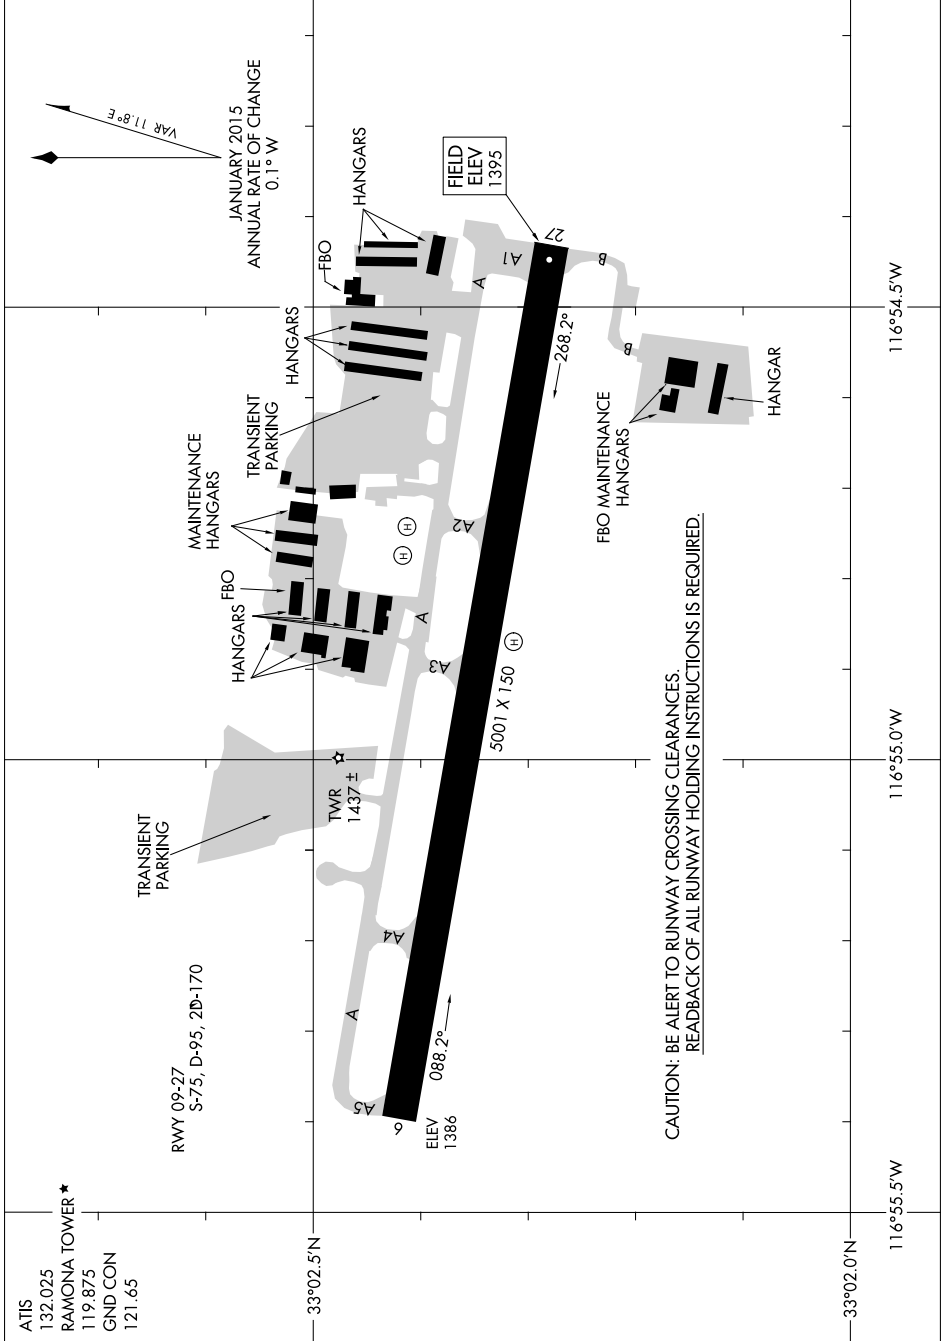 ATIS
132.025
RAMONA TOWER ★
119.875
GND CON
121.65
RWY 09-27
S-75, D-95, 2D-170
TRANSIENT
PARKING
TWR
1437 ±
HANGARS
FBO
MAINTENANCE
HANGARS
TRANSIENT
PARKING
HANGARS
FBO
HANGARS
JANUARY 2015
ANNUAL RATE OF CHANGE
0.1° W
VAR 11.8° E
FIELD
ELEV
1395
27
A1
A
B
B
268.2°
A2
H
H
H
A
A3
5001 X 150
A4
A
A5
9
088.2°
ELEV
1386
FBO MAINTENANCE
HANGARS
HANGAR
CAUTION: BE ALERT TO RUNWAY CROSSING CLEARANCES.
READBACK OF ALL RUNWAY HOLDING INSTRUCTIONS IS REQUIRED.
33°02.5'N
33°02.0'N
116°55.5'W
116°55.0'W
116°54.5'W